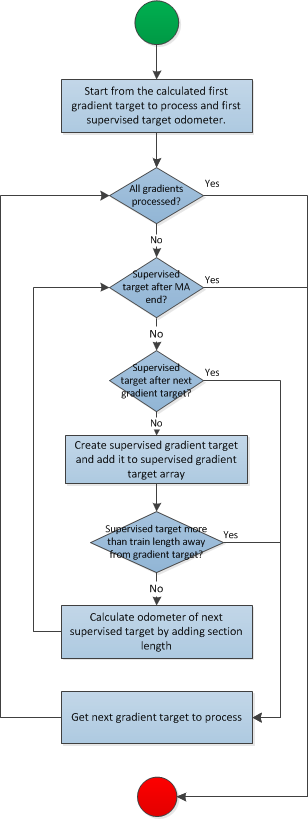 Start from the calculated first
gradient target to process and first
supervised target odometer.
All gradients
processed?
Yes
No
Supervised
target after MA
end?
Yes
No
Supervised
target after next
gradient target?
Yes
No
Create supervised gradient target
and add it to supervised gradient
target array
Supervised target more
than train length away
from gradient target?
Yes
No
Calculate odometer of next
supervised target by adding section
length
Get next gradient target to process